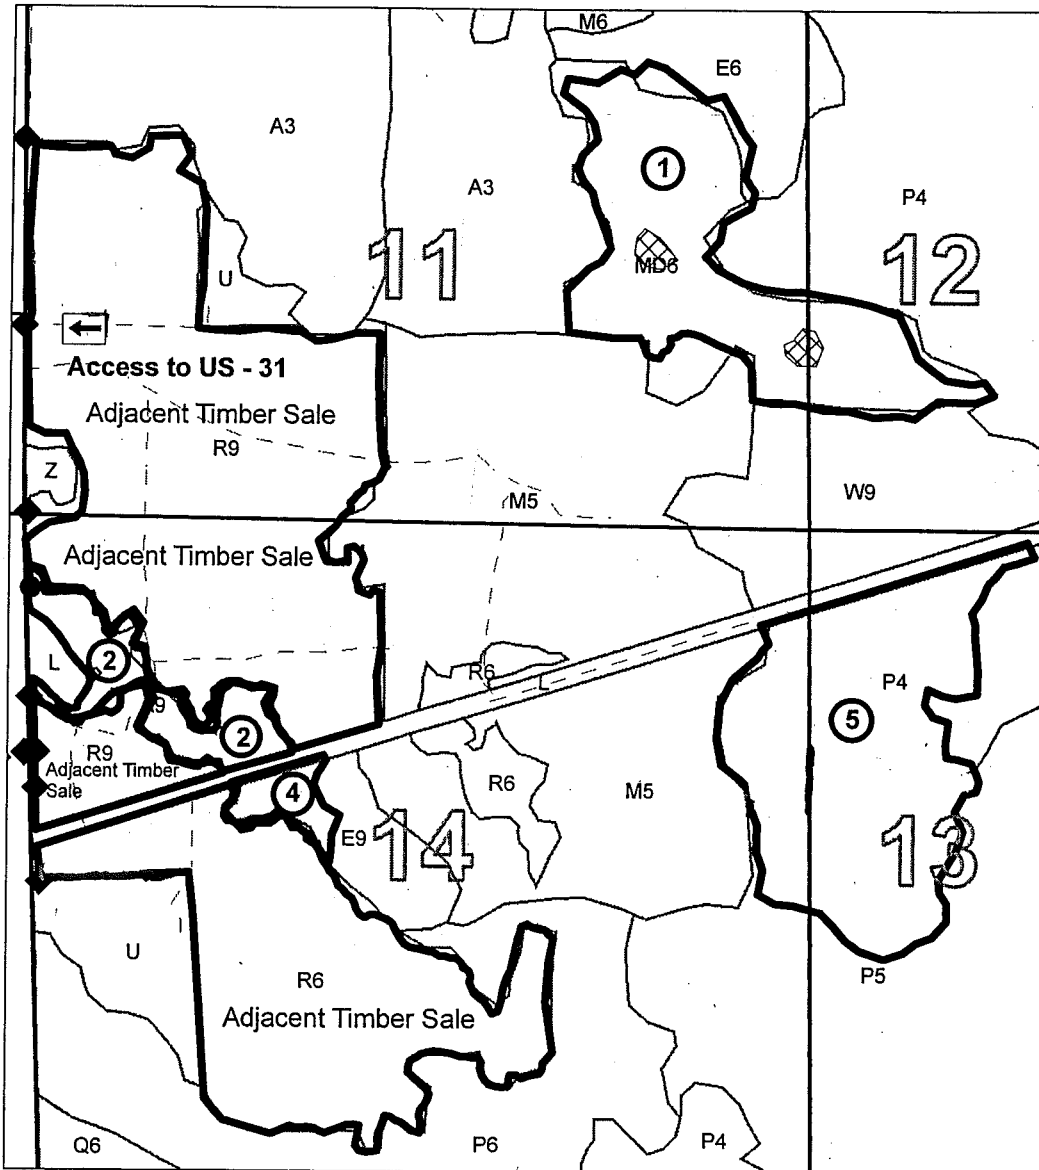 M6
E6
A3
1
A3
P4
11
12
U
MD6
Access to US - 31
Adjacent Timber Sale
R9
Z
W9
M5
Adjacent Timber Sale
L
2
R6
L
P4
R9
2
5
R9
Adjacent Timber
Sale
4
R6
M5
E9
14
13
U
P5
R6
Adjacent Timber Sale
Q6
P6
P4